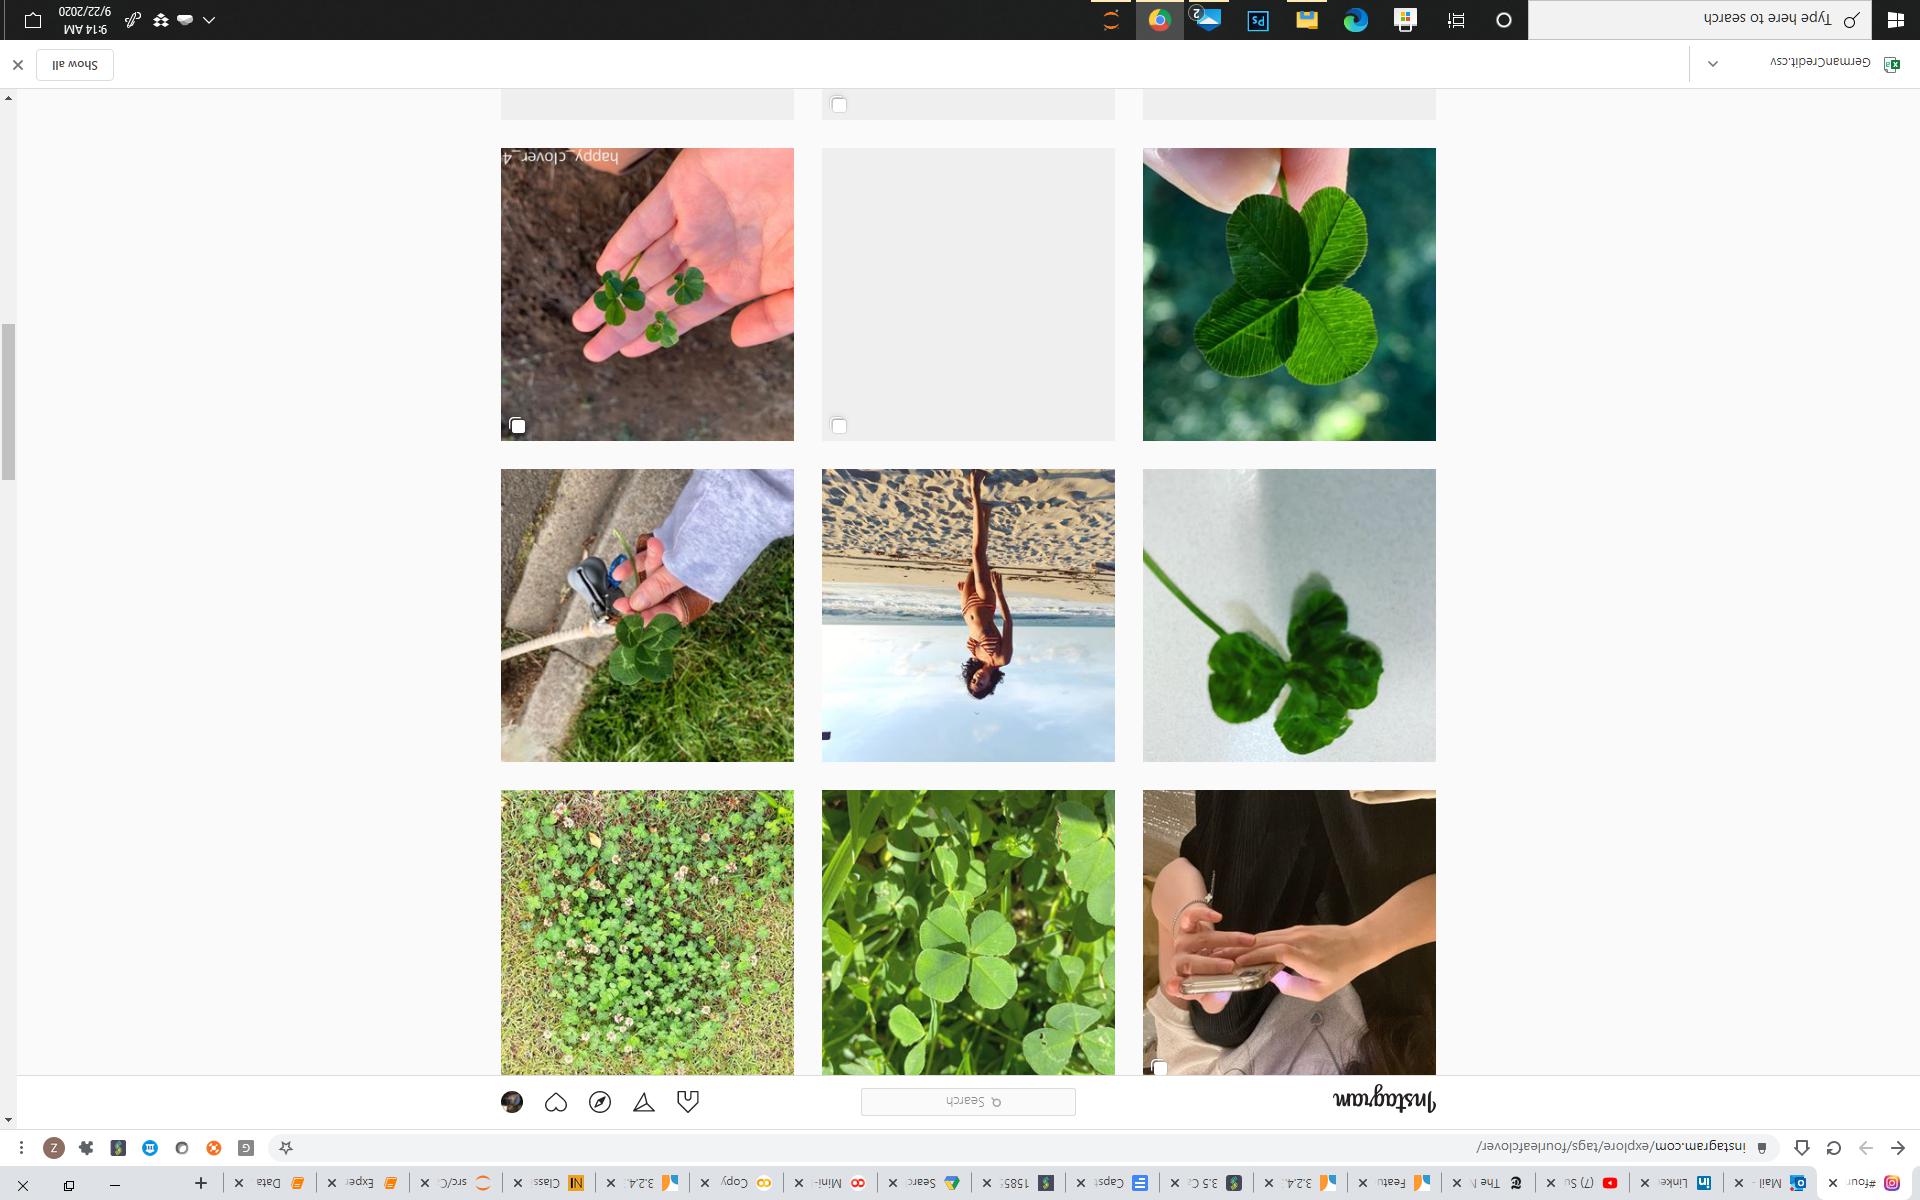 #four
Mail -
Linke
(7) Su
The N
Featu
3.2.4.
3.5 C
Capst
1585
Searc
Mini-
Copy
3.2.4.
Class
src/C
Exper
Data
instagram.com/explore/tags/fourleafclover/
Z
Instagram
Search
happy_clover_4
GermanCredit.csv
Show all
Type here to search
2
9:14 AM
9/22/2020